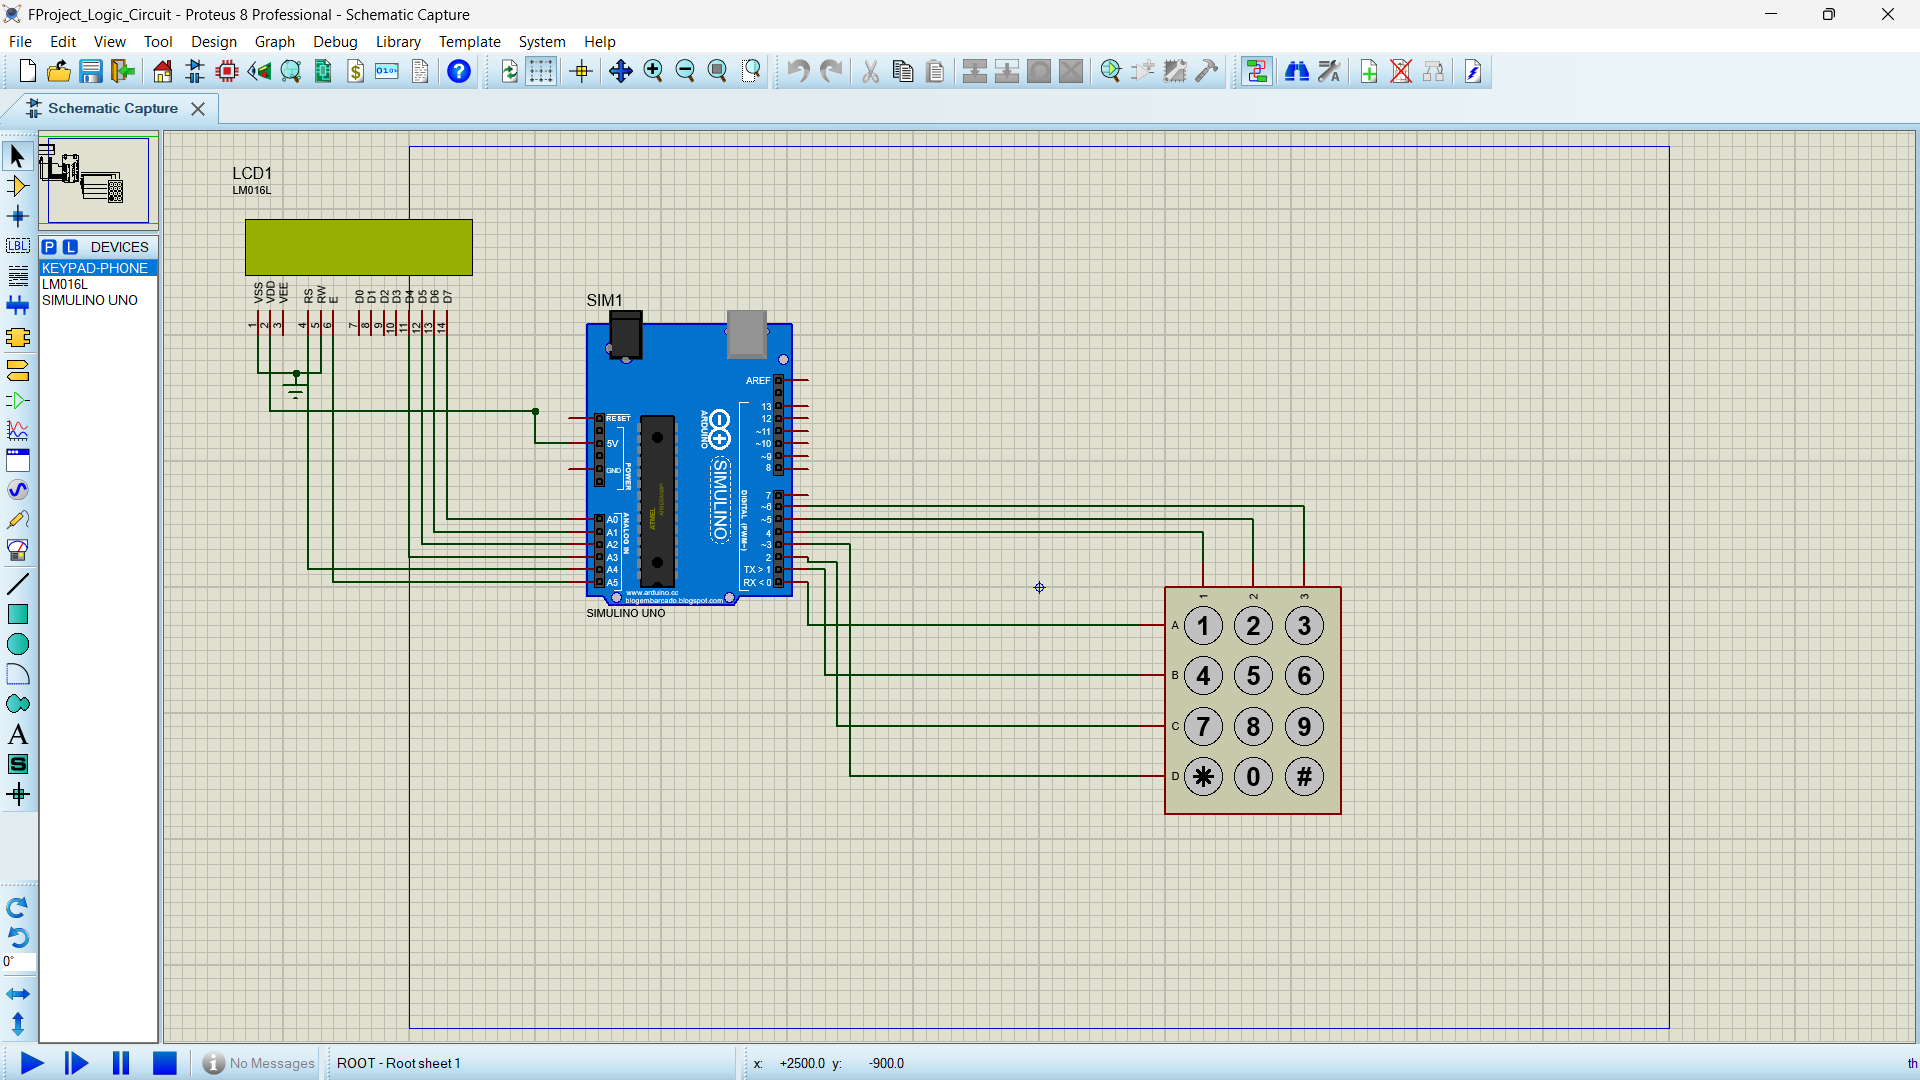 FProject_Logic_Circuit - Proteus 8 Professional - Schematic Capture
File Edit View Tool Design Graph Debug Library Template System Help
Schematic Capture
LCD1
LM016L
P L DEVICES
KEYPAD-PHONE
LM016L
SIMULINO UNO
VSS VDD VEE RS RW E D0 D1 D2 D3 D4 D5 D6 D7
1 2 3 4 5 6 7 8 9 10 11 12 13 14
SIM1
AREF
RESET
5V
GND
POWER
13
12
~11
~10
~9
8
7
~6
~5
4
~3
2
TX > 1
RX < 0
ARDUINO
SIMULINO
DIGITAL (PWM~)
ATMEL
A0
A1
A2
A3
A4
A5
ANALOG IN
www.arduino.cc
blogembarcado.blogspot.com
SIMULINO UNO
1 2 3
A 1 2 3
B 4 5 6
C 7 8 9
D * 0 #
LBL
A
S
0°
No Messages
ROOT - Root sheet 1
x: +2500.0 y: -900.0
th